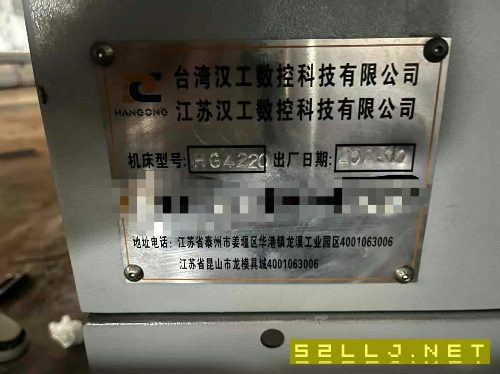 台湾汉工数控科技有限公司
HANGONG
江苏汉工数控科技有限公司
机床型号: HG4220 出厂日期:
地址电话: 江苏省泰州市姜堰区华港镇龙溪工业园区4001063006
江苏省昆山市龙模具城4001063006
52LLJ.NET